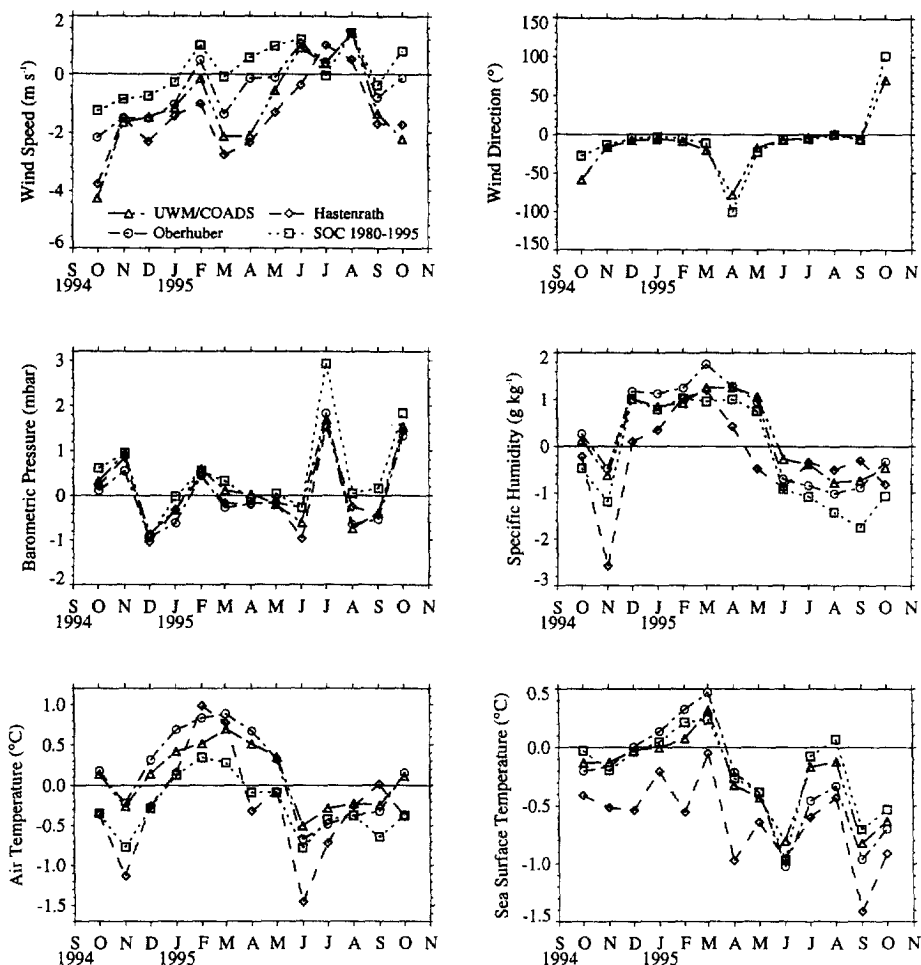 Wind Speed (m s⁻¹)
2
0
-2
-4
-6
UWM/COADS
Hastenrath
Oberhuber
SOC 1980-1995
S O N D J F M A M J J A S O N
1994 1995
Wind Direction (°)
150
100
50
0
-50
-100
-150
S O N D J F M A M J J A S O N
1994 1995
Barometric Pressure (mbar)
3
2
1
0
-1
-2
S O N D J F M A M J J A S O N
1994 1995
Specific Humidity (g kg⁻¹)
2
1
0
-1
-2
-3
S O N D J F M A M J J A S O N
1994 1995
Air Temperature (°C)
1.0
0.5
0.0
-0.5
-1.0
-1.5
S O N D J F M A M J J A S O N
1994 1995
Sea Surface Temperature (°C)
0.5
0.0
-0.5
-1.0
-1.5
S O N D J F M A M J J A S O N
1994 1995